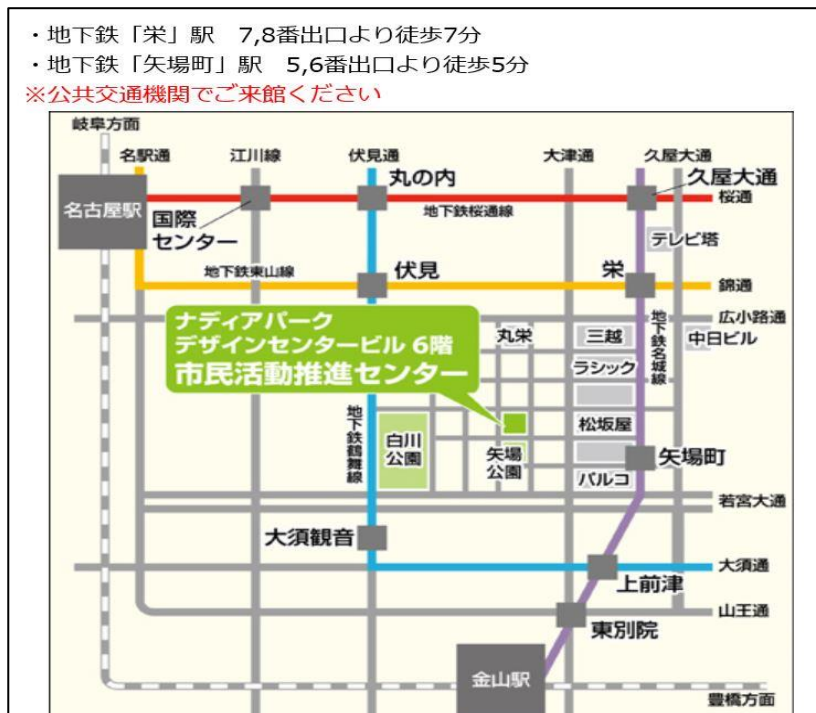 ・地下鉄「栄」駅　7,8番出口より徒歩7分
・地下鉄「矢場町」駅　5,6番出口より徒歩5分
※公共交通機関でご来館ください
岐阜方面
名駅通
江川線
伏見通
大津通
久屋大通
丸の内
久屋大通
桜通
名古屋駅
国際
センター
地下鉄桜通線
テレビ塔
地下鉄東山線
伏見
栄
錦通
ナディアパーク
デザインセンタービル 6階
市民活動推進センター
丸栄
三越
地下鉄名城線
広小路通
中日ビル
ラシック
地下鉄鶴舞線
白川
公園
松坂屋
矢場
公園
矢場町
パルコ
若宮大通
大須観音
上前津
大須通
東別院
山王通
金山駅
豊橋方面